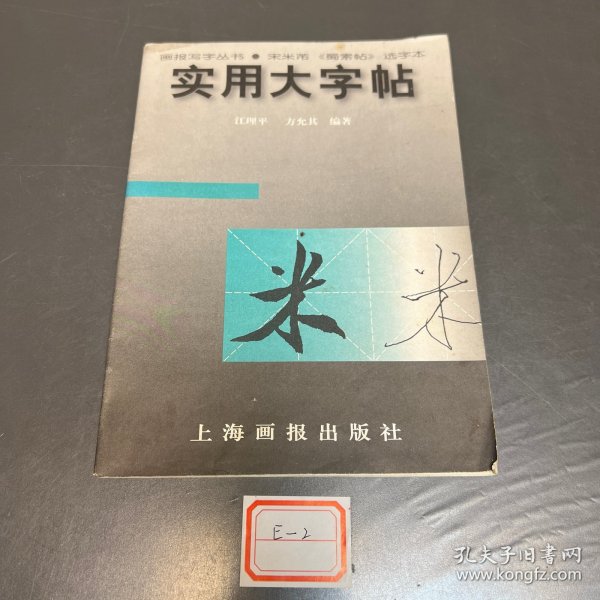 画报写字丛书 ● 宋米芾 《蜀素帖》 选字本
实用大字帖
江理平 方允其 编著
米 米
上海画报出版社
E-2
孔夫子旧书网
www.kongfz.com